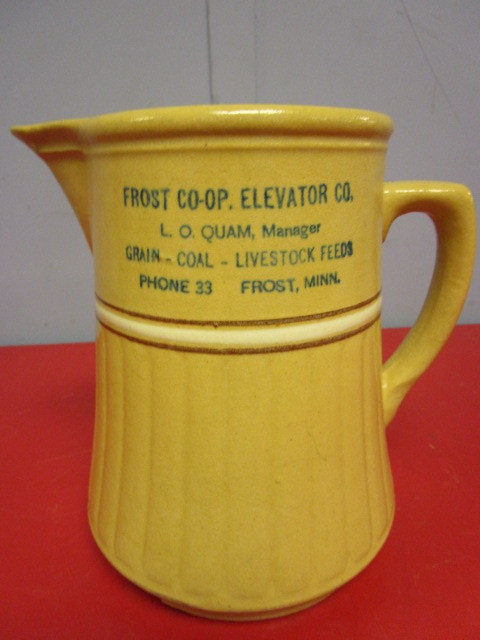 FROST CO-OP. ELEVATOR CO.
L. O. QUAM, Manager
GRAIN - COAL - LIVESTOCK FEEDS
PHONE 33 FROST, MINN.